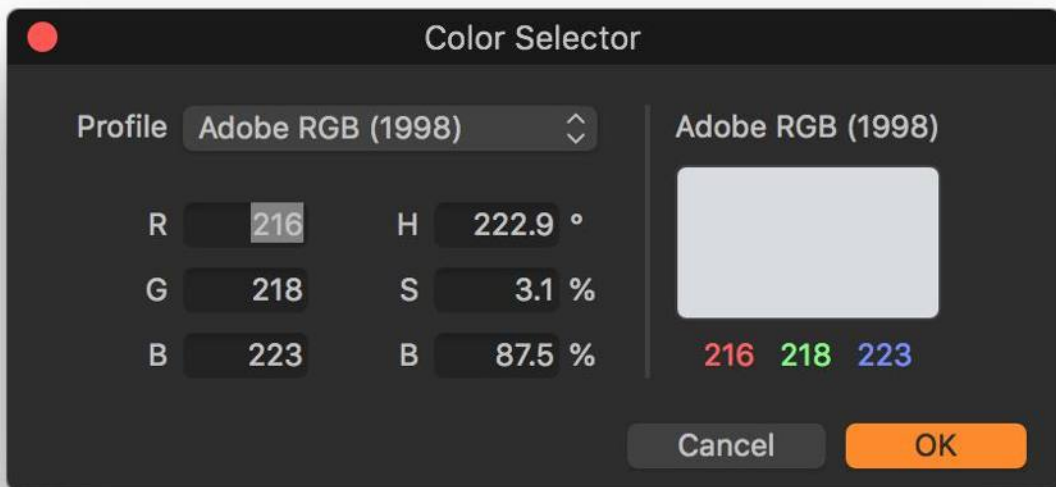 Color Selector
Profile Adobe RGB (1998) Adobe RGB (1998)
R 216 H 222.9 °
G 218 S 3.1 %
B 223 B 87.5 % 216 218 223
Cancel OK